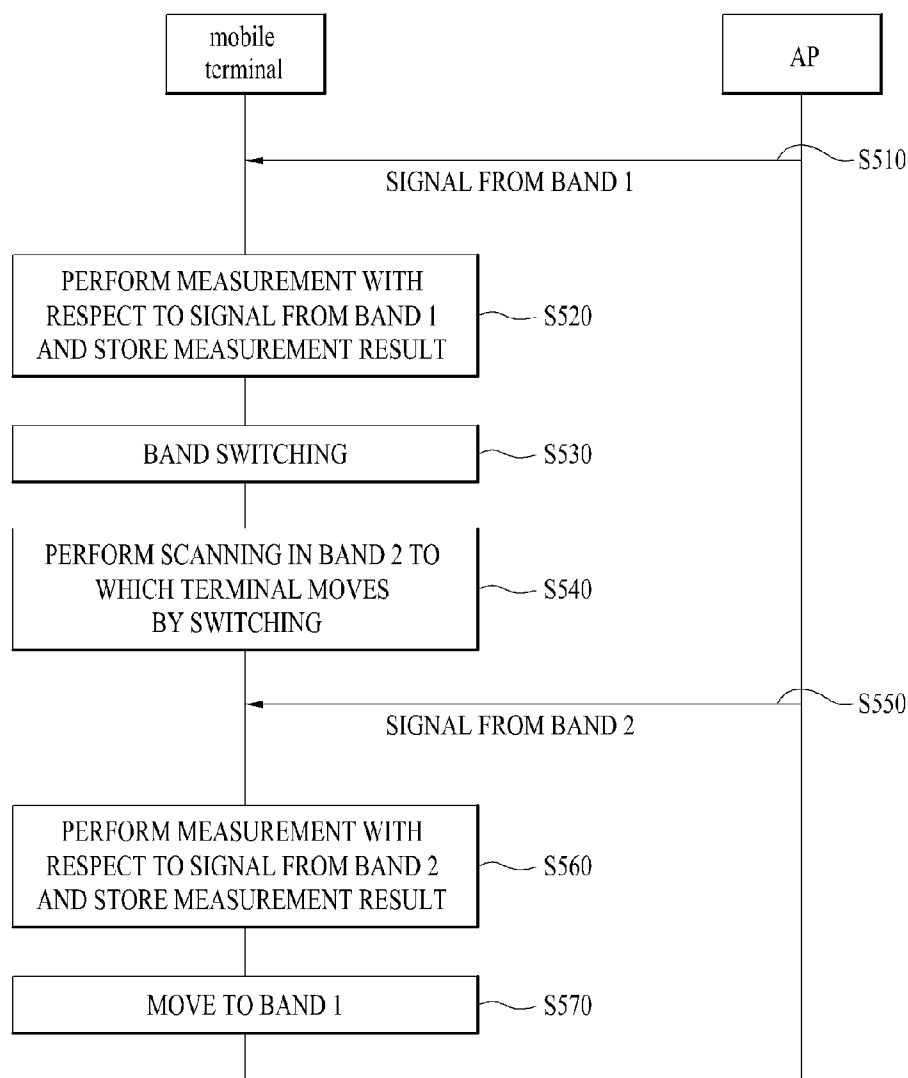 mobile
terminal
AP
S510
SIGNAL FROM BAND 1
PERFORM MEASUREMENT WITH
RESPECT TO SIGNAL FROM BAND 1
AND STORE MEASUREMENT RESULT
S520
BAND SWITCHING
S530
PERFORM SCANNING IN BAND 2 TO
WHICH TERMINAL MOVES
BY SWITCHING
S540
S550
SIGNAL FROM BAND 2
PERFORM MEASUREMENT WITH
RESPECT TO SIGNAL FROM BAND 2
AND STORE MEASUREMENT RESULT
S560
MOVE TO BAND 1
S570